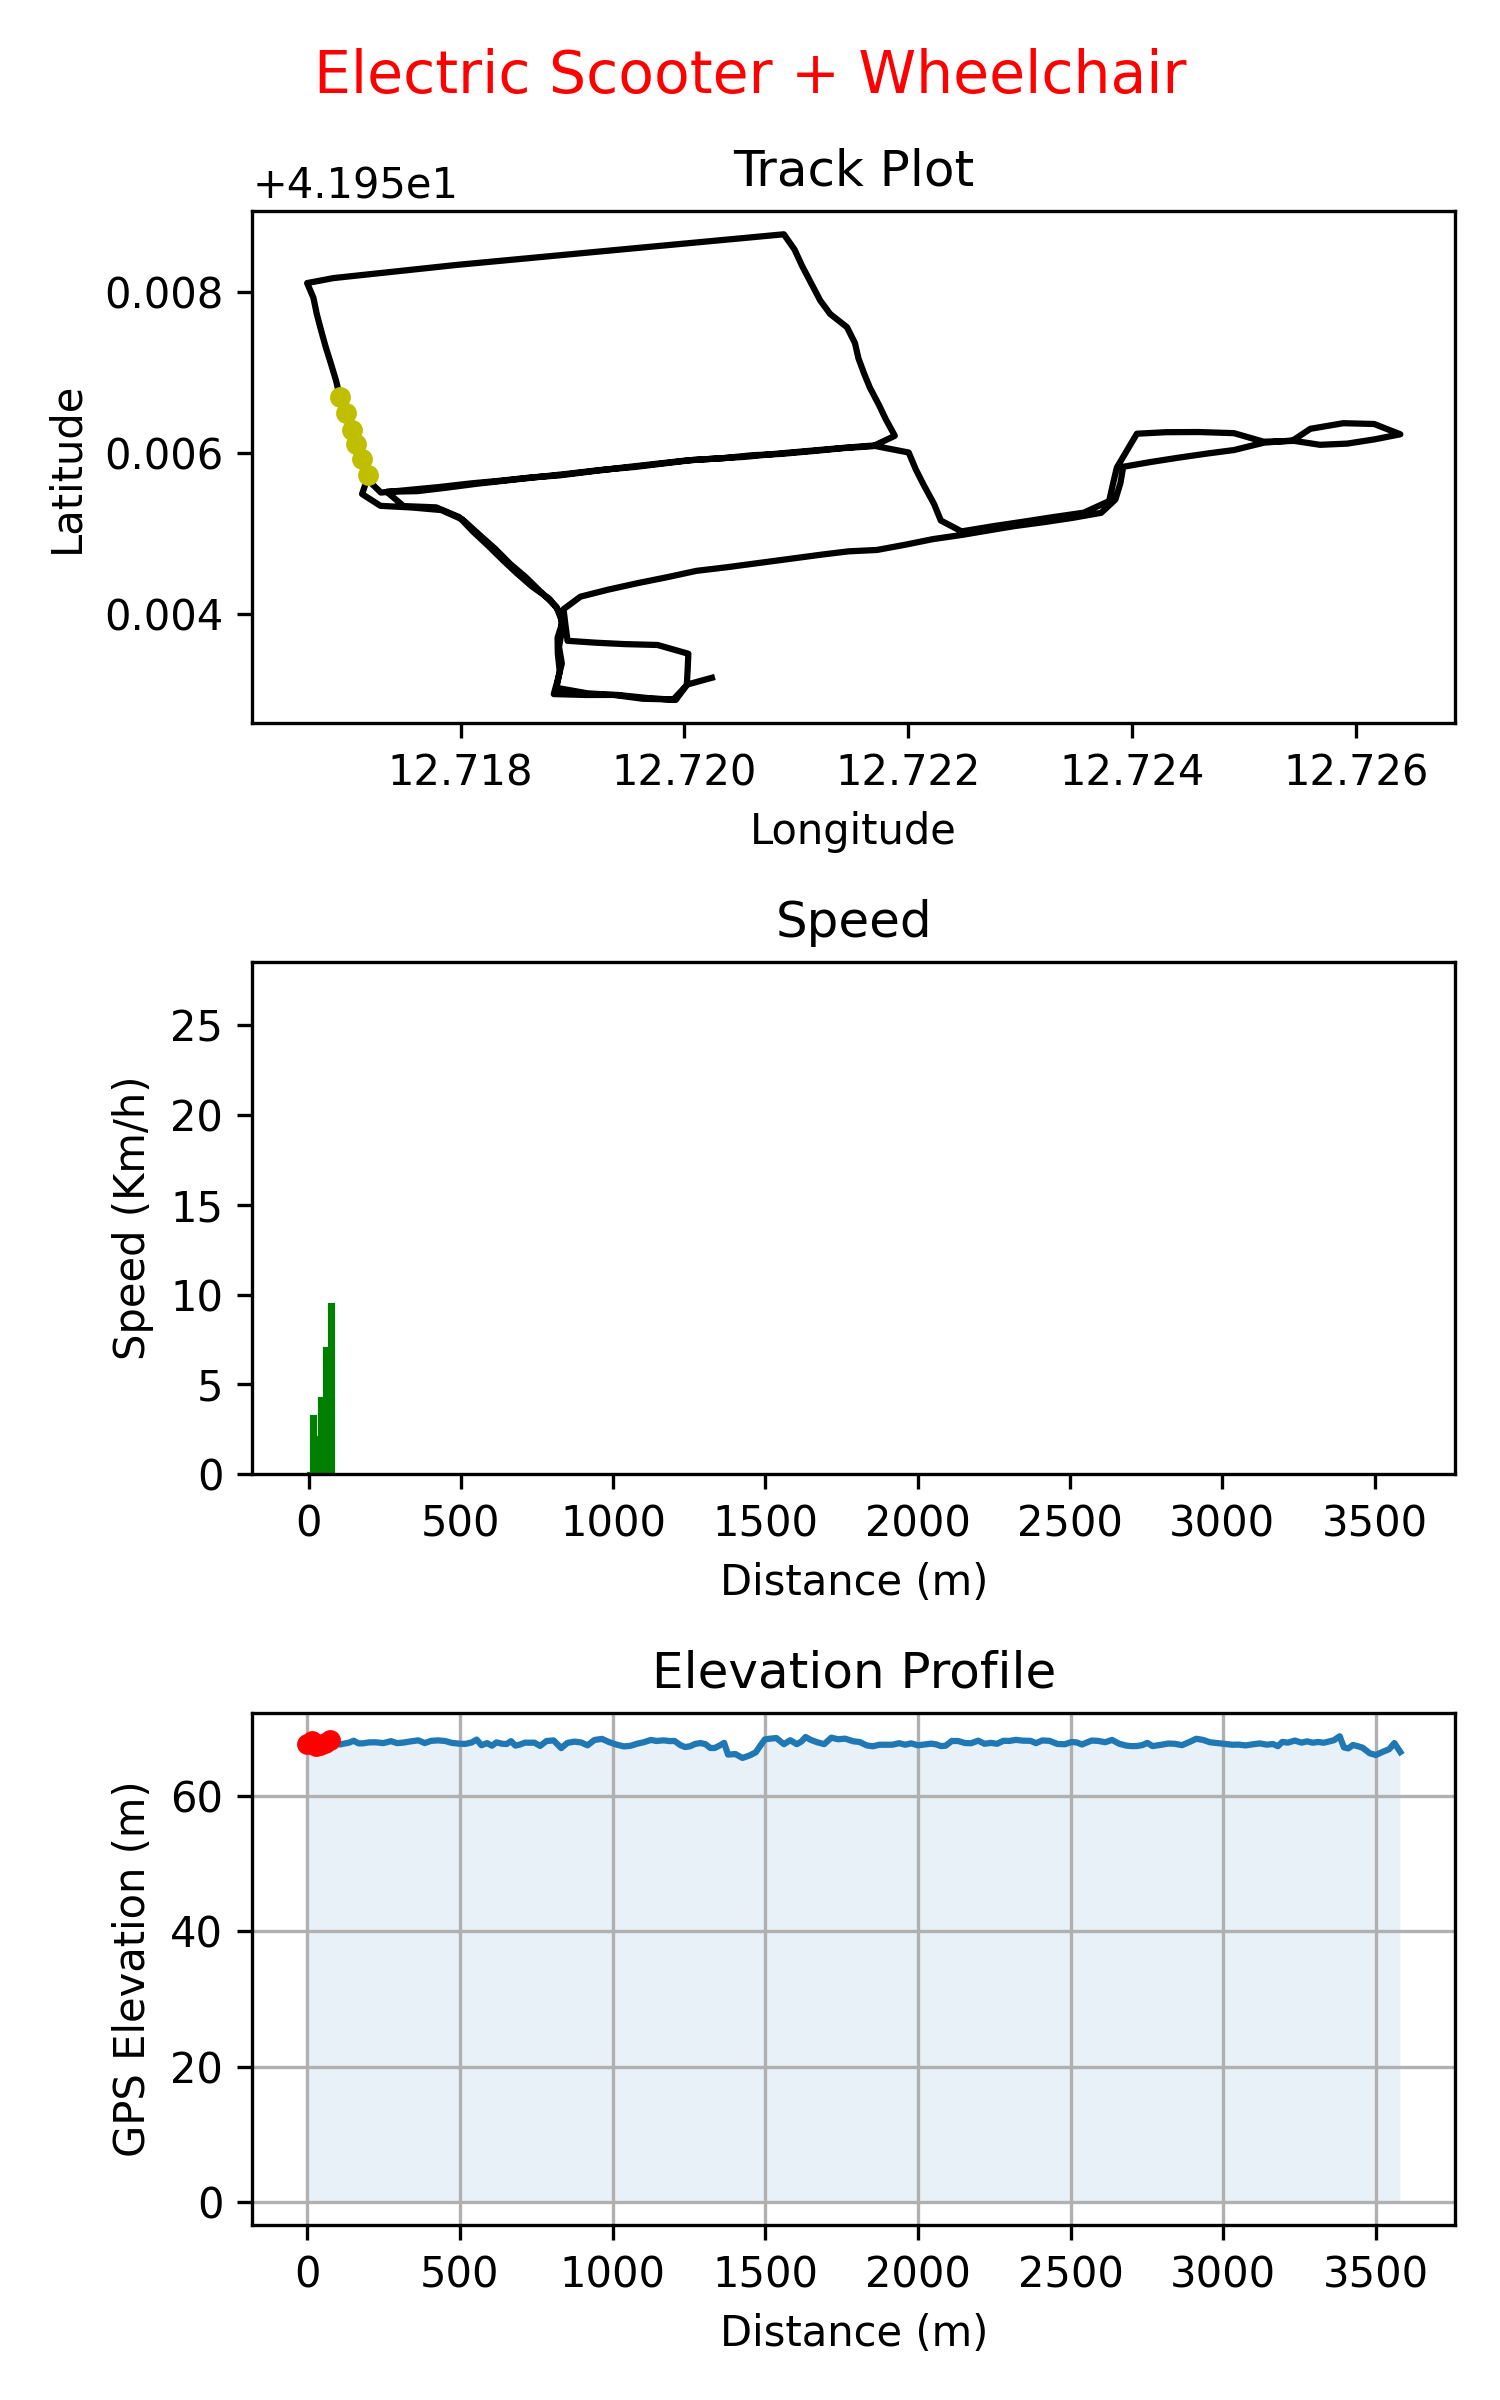 Electric Scooter + Wheelchair
Track Plot
+4.195e1
0.008
0.006
0.004
Latitude
12.718 12.720 12.722 12.724 12.726
Longitude
Speed
25
20
15
10
5
0
Speed (Km/h)
0 500 1000 1500 2000 2500 3000 3500
Distance (m)
Elevation Profile
60
40
20
0
GPS Elevation (m)
0 500 1000 1500 2000 2500 3000 3500
Distance (m)